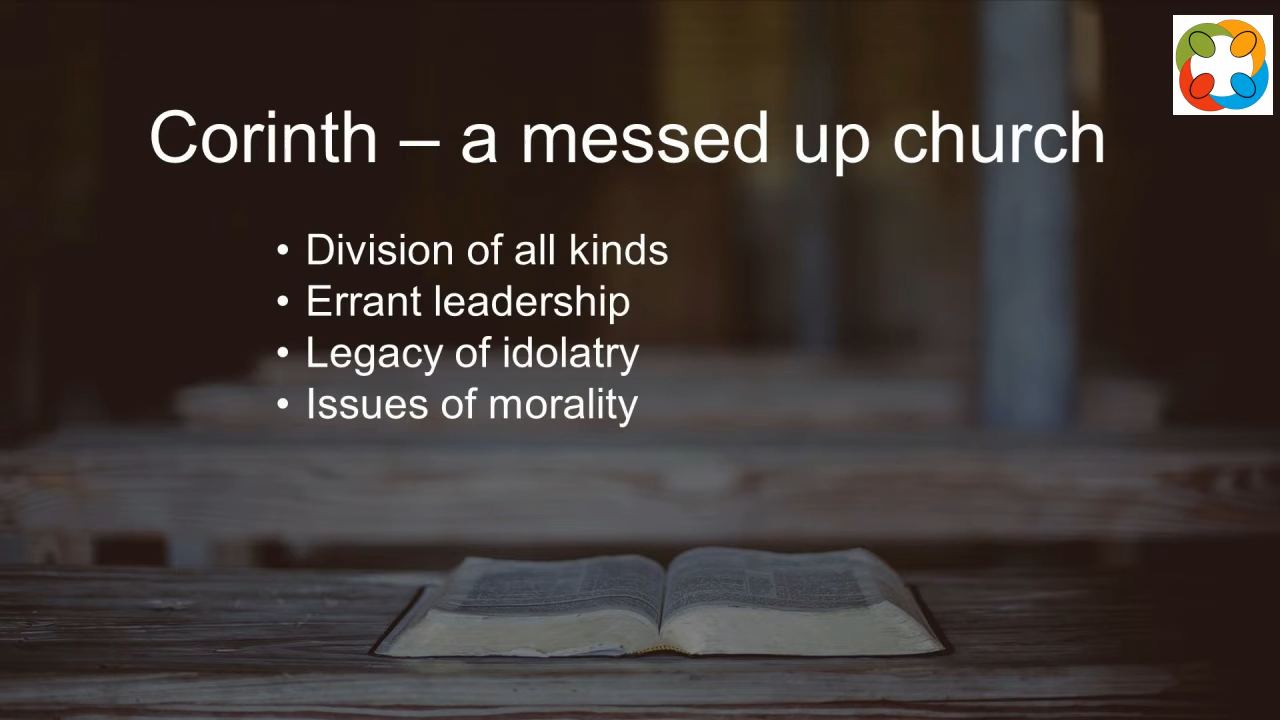 Corinth – a messed up church
• Division of all kinds
• Errant leadership
• Legacy of idolatry
• Issues of morality